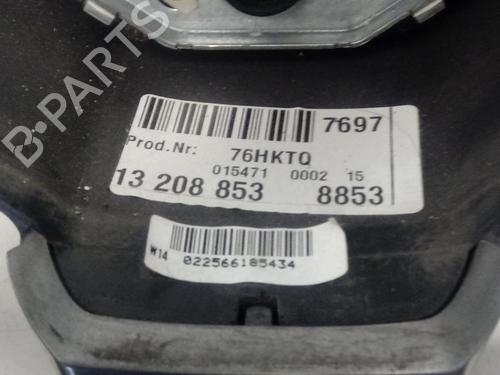 B-PARTS
7697
Prod.Nr: 76HKTQ
015471 0002 15
13 208 853 8853
W14
022566185434